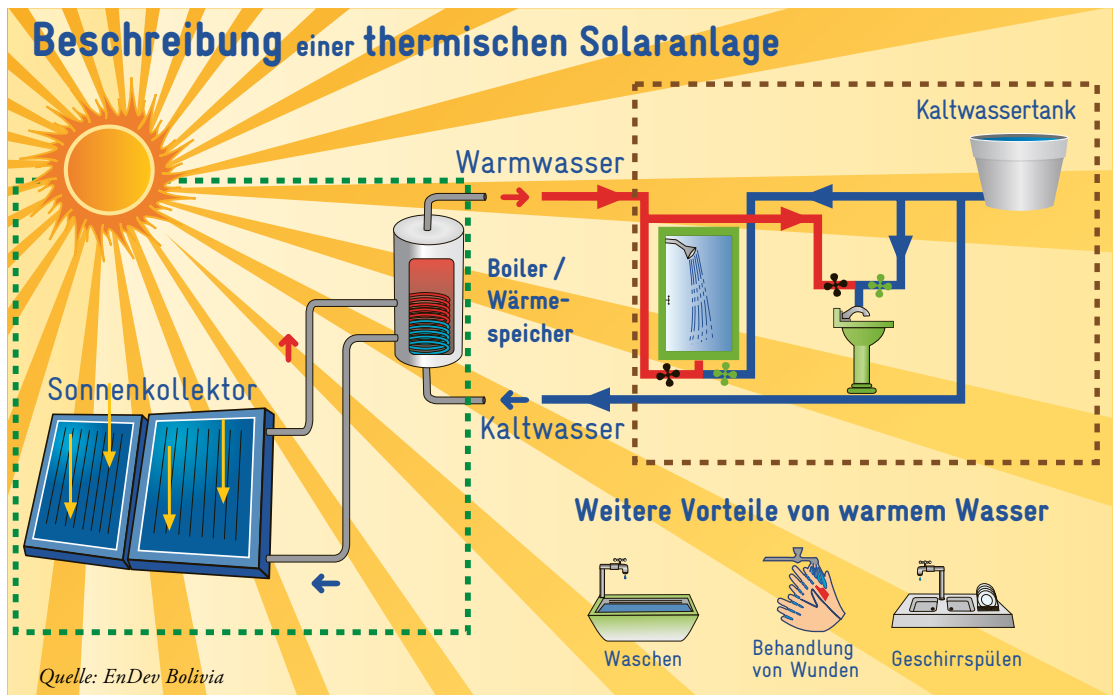 Beschreibung einer thermischen Solaranlage
Kaltwassertank
Warmwasser
Boiler /
Wärme-
speicher
Sonnenkollektor
Kaltwasser
Weitere Vorteile von warmem Wasser
Waschen
Behandlung
von Wunden
Geschirrspülen
Quelle: EnDev Bolivia